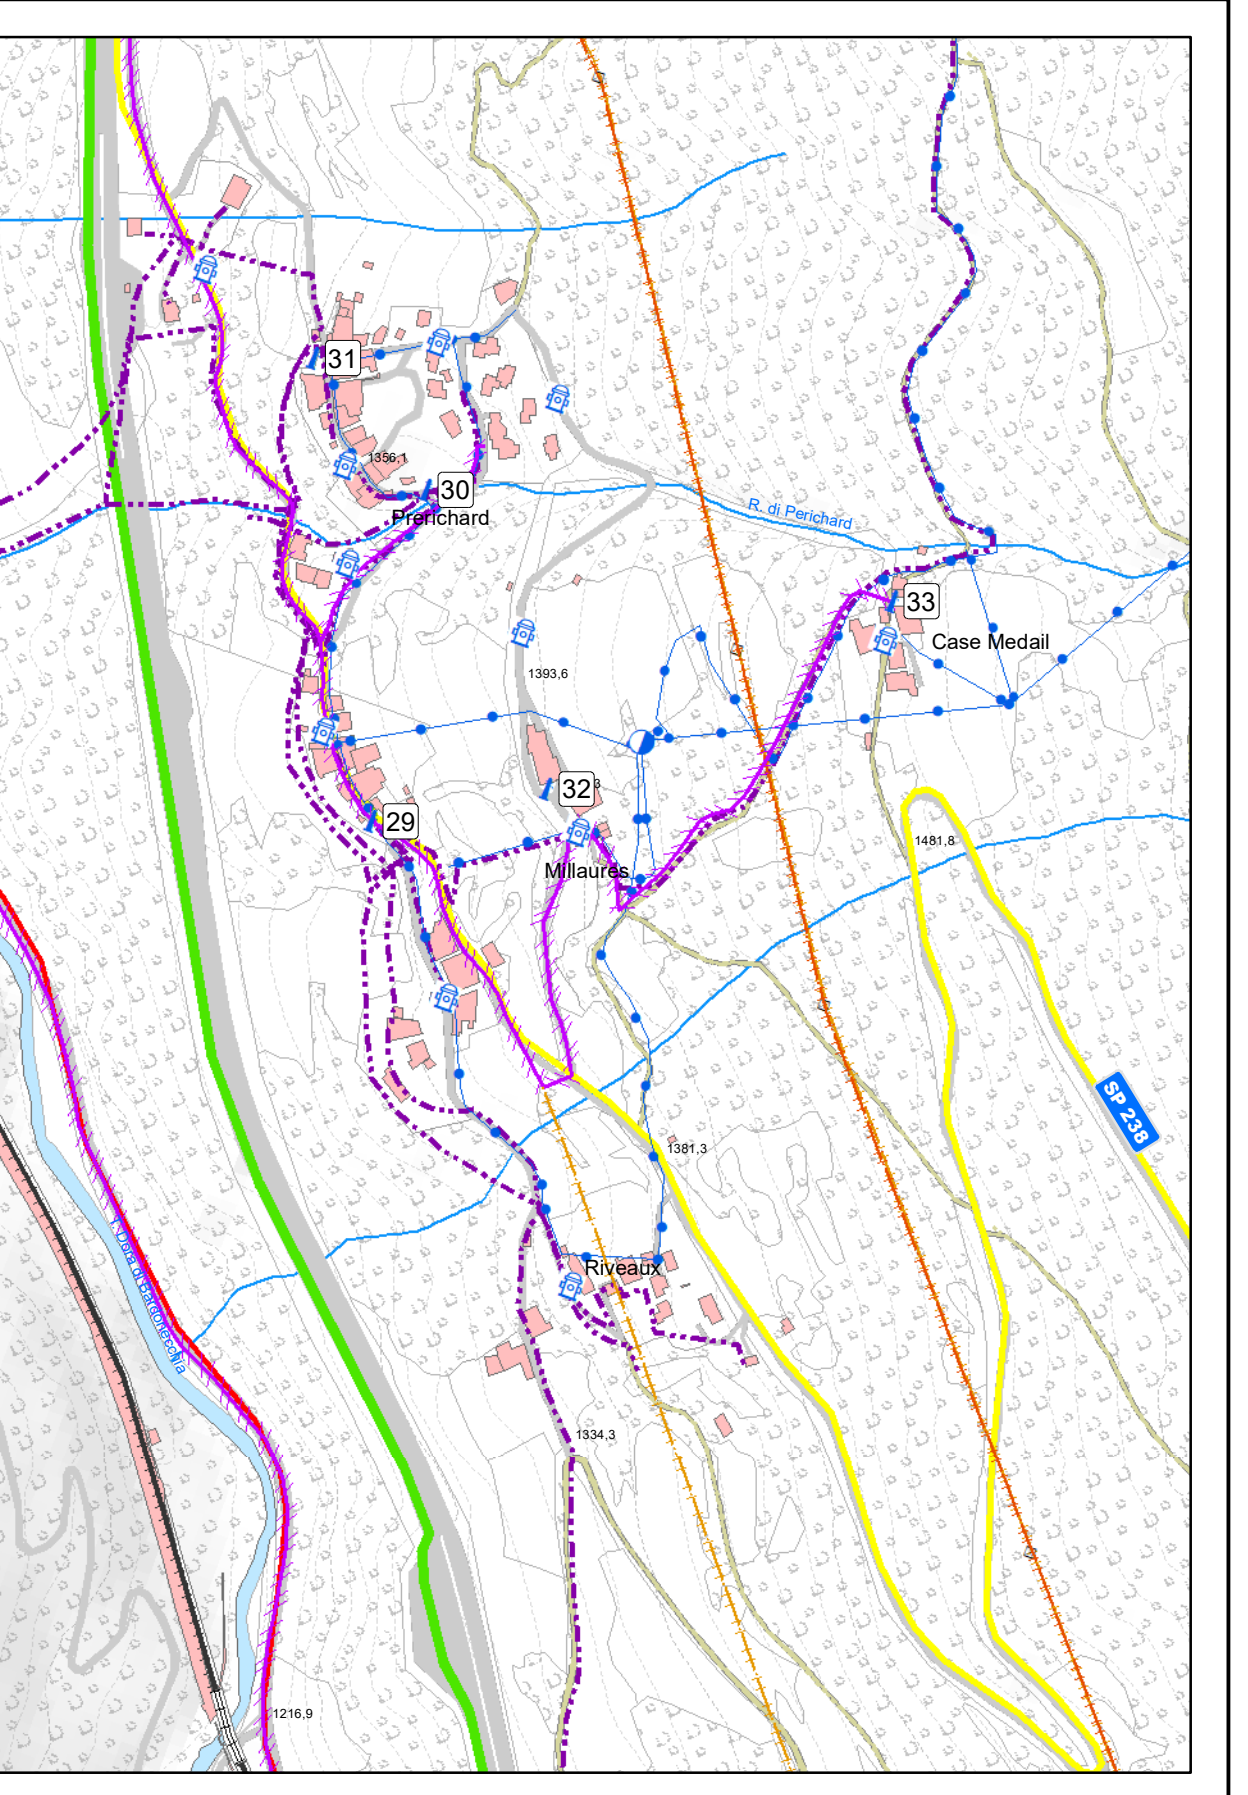 31
1356,1
30
Prerichard
R. di Perichard
33
Case Medail
1393,6
32
29
1481,8
Millaures
SP 238
1381,3
T. Dora di Bardonecchia
Riveaux
1334,3
1216,9